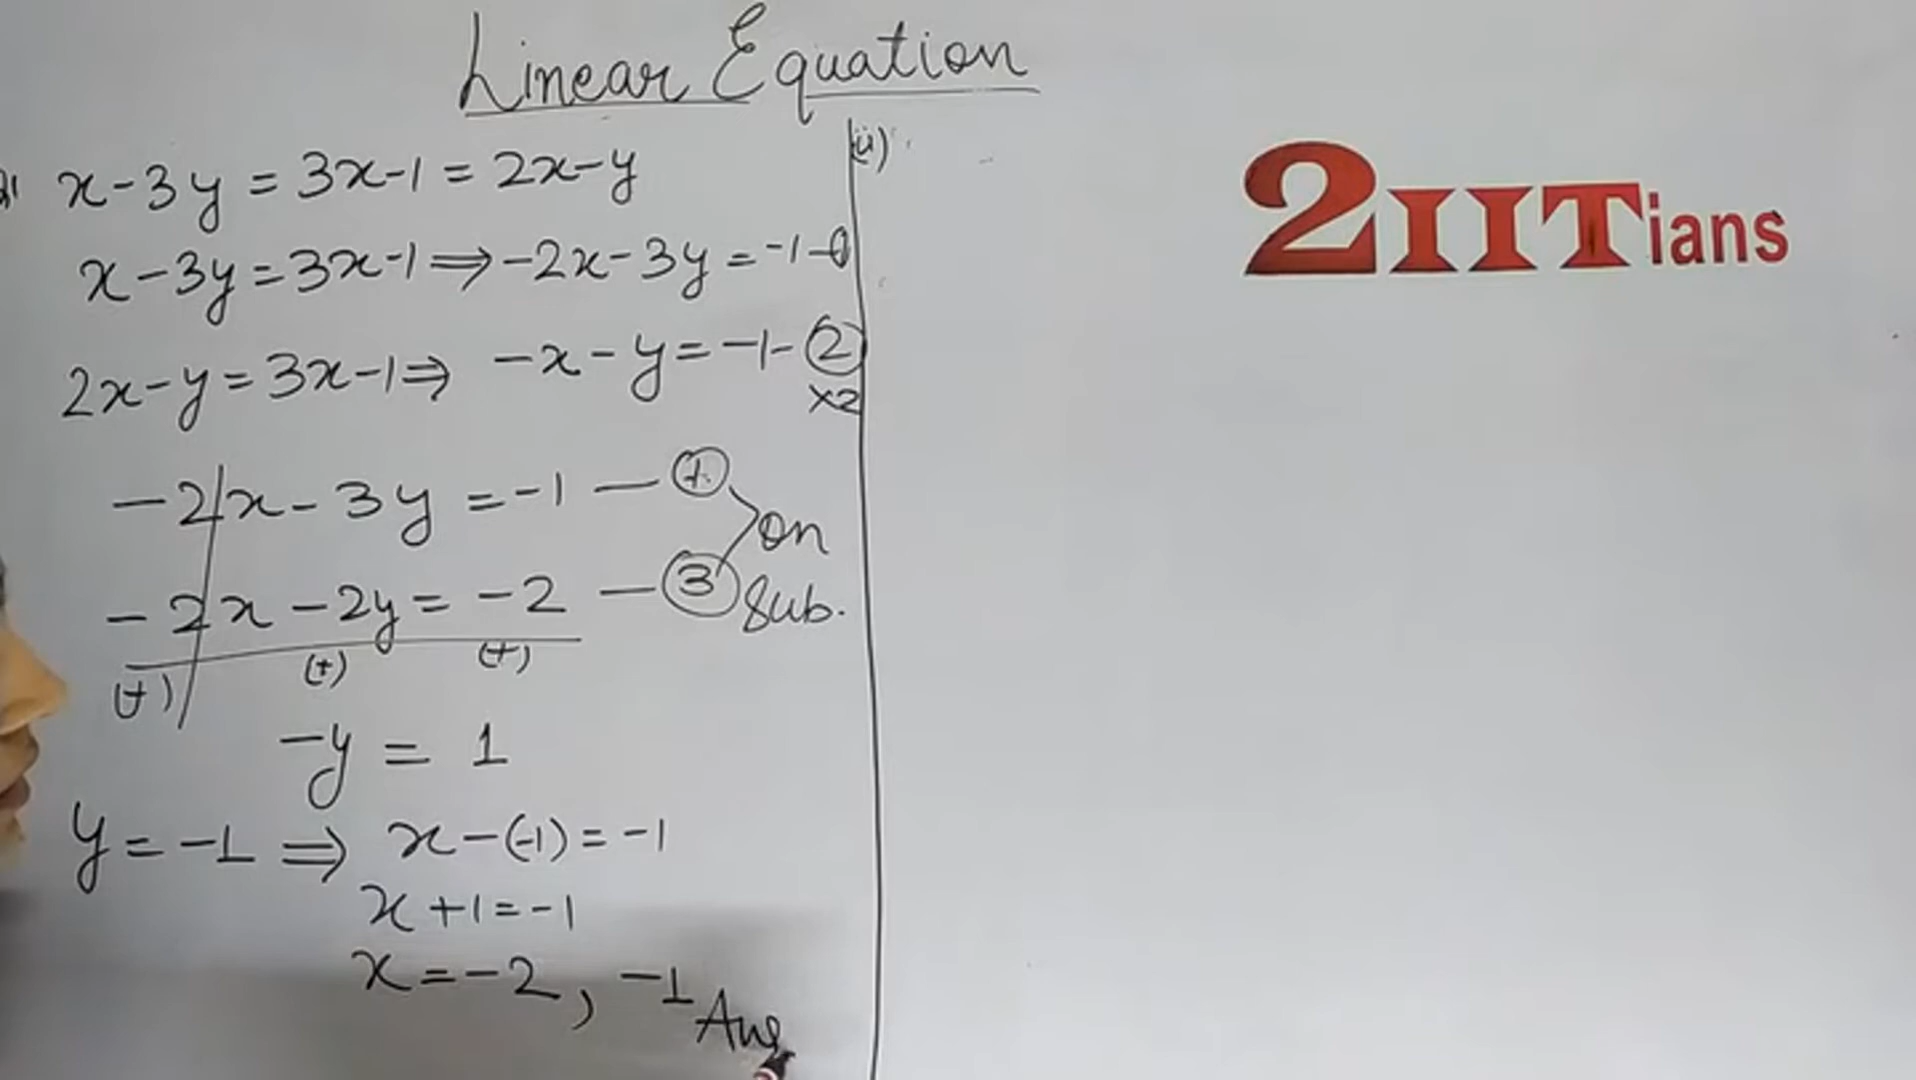 Linear Equation
x-3y = 3x-1 = 2x-y
x-3y=3x-1⇒-2x-3y=-1-①
2x-y=3x-1⇒ -x-y=-1-②
×2
-2x-3y=-1 — ①
on
-2x-2y=-2 — ③ Sub.
(+) (+) (+)
-y = 1
y=-1 ⇒ x-(-1)=-1
x+1=-1
x=-2, -1 Ans
(ii)
2IITians